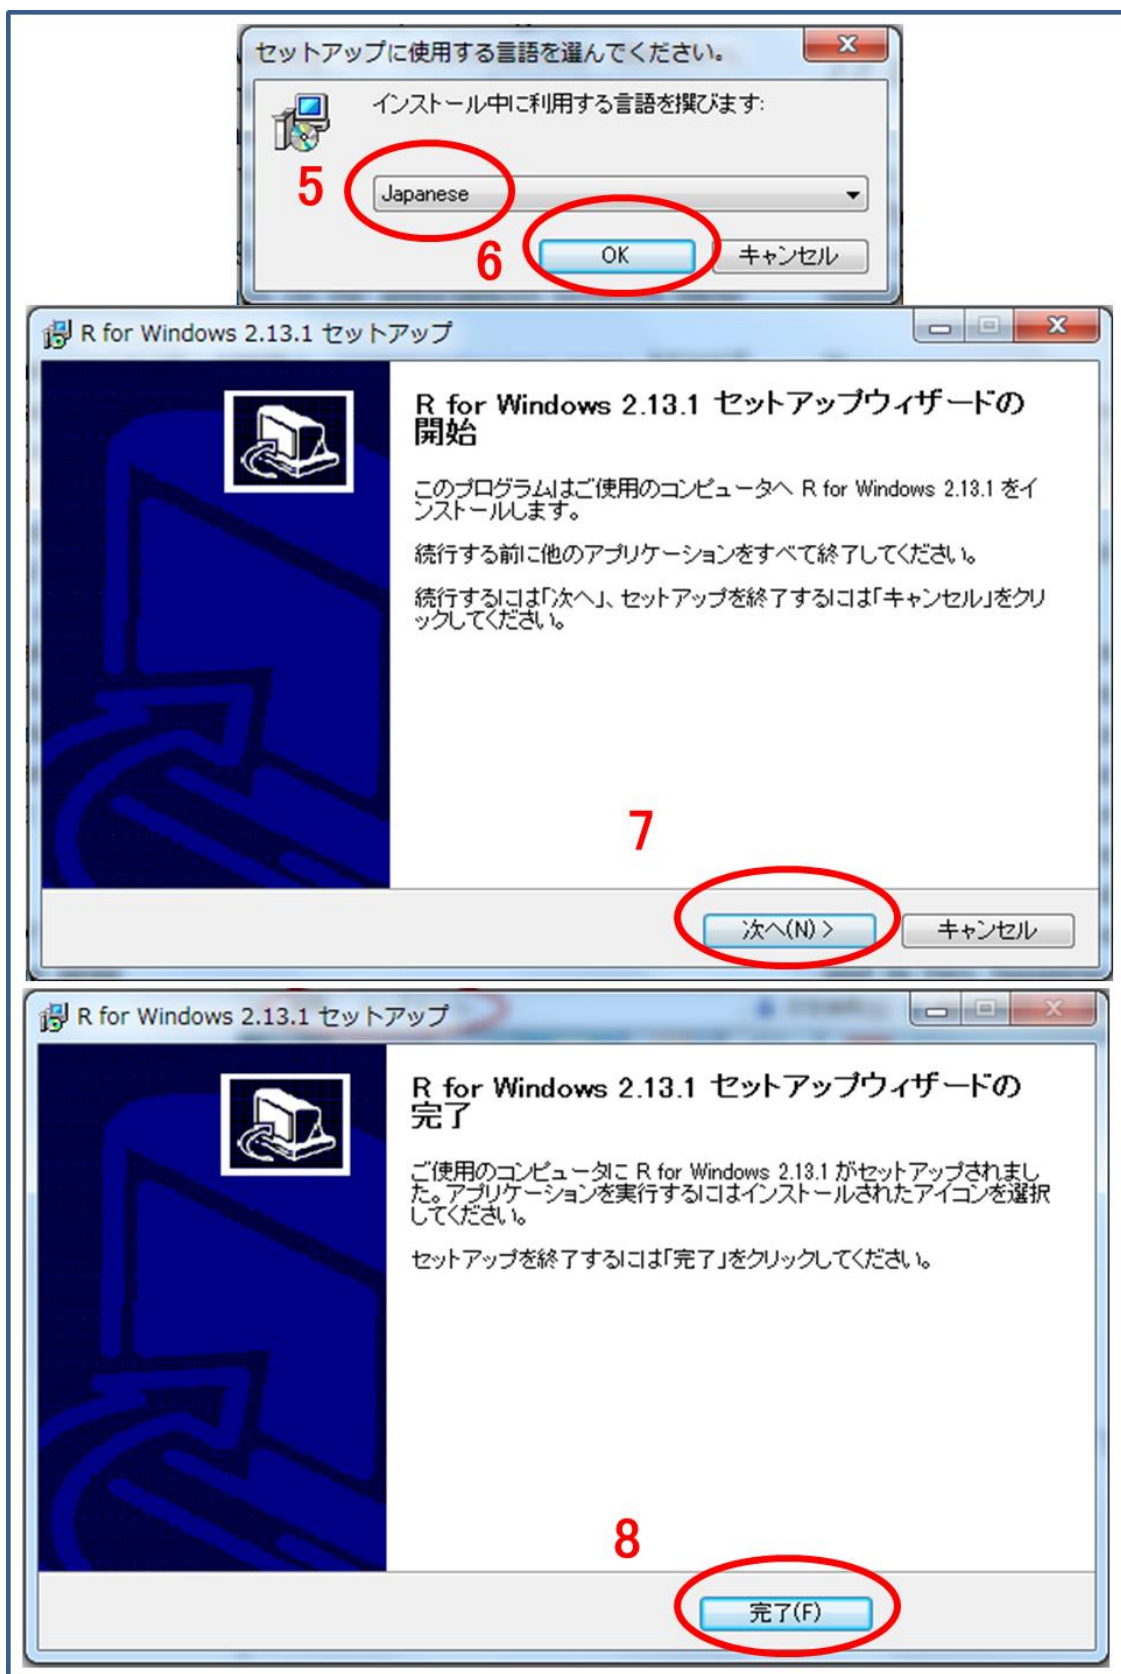 セットアップに使用する言語を選んでください。
インストール中に利用する言語を撰びます:
5
Japanese
6
OK
キャンセル
R for Windows 2.13.1 セットアップ
R for Windows 2.13.1 セットアップウィザードの
開始
このプログラムはご使用のコンピュータへ R for Windows 2.13.1 をイ
ンストールします。
続行する前に他のアプリケーションをすべて終了してください。
続行するには「次へ」、セットアップを終了するには「キャンセル」をクリ
ックしてください。
7
次へ(N) >
キャンセル
R for Windows 2.13.1 セットアップ
R for Windows 2.13.1 セットアップウィザードの
完了
ご使用のコンピュータに R for Windows 2.13.1 がセットアップされまし
た。アプリケーションを実行するにはインストールされたアイコンを選択
してください。
セットアップを終了するには「完了」をクリックしてください。
8
完了(F)